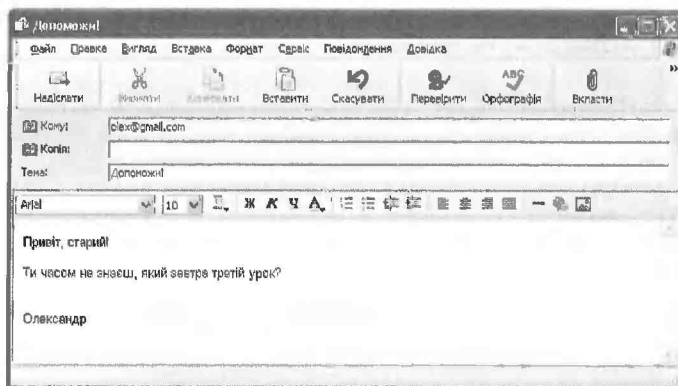 Допоможи!
Файл Правка Вигляд Вставка Формат Сервіс Повідомлення Довідка
»
Надіслати Вирізати Копіювати Вставити Скасувати Перевірити Орфографія Вкласти
Кому: olex@gmail.com
Копія:
Тема: Допоможи!
Arial 10 Ж К Ч А
Привіт, старий!
Ти часом не знаєш, який завтра третій урок?
Олександр